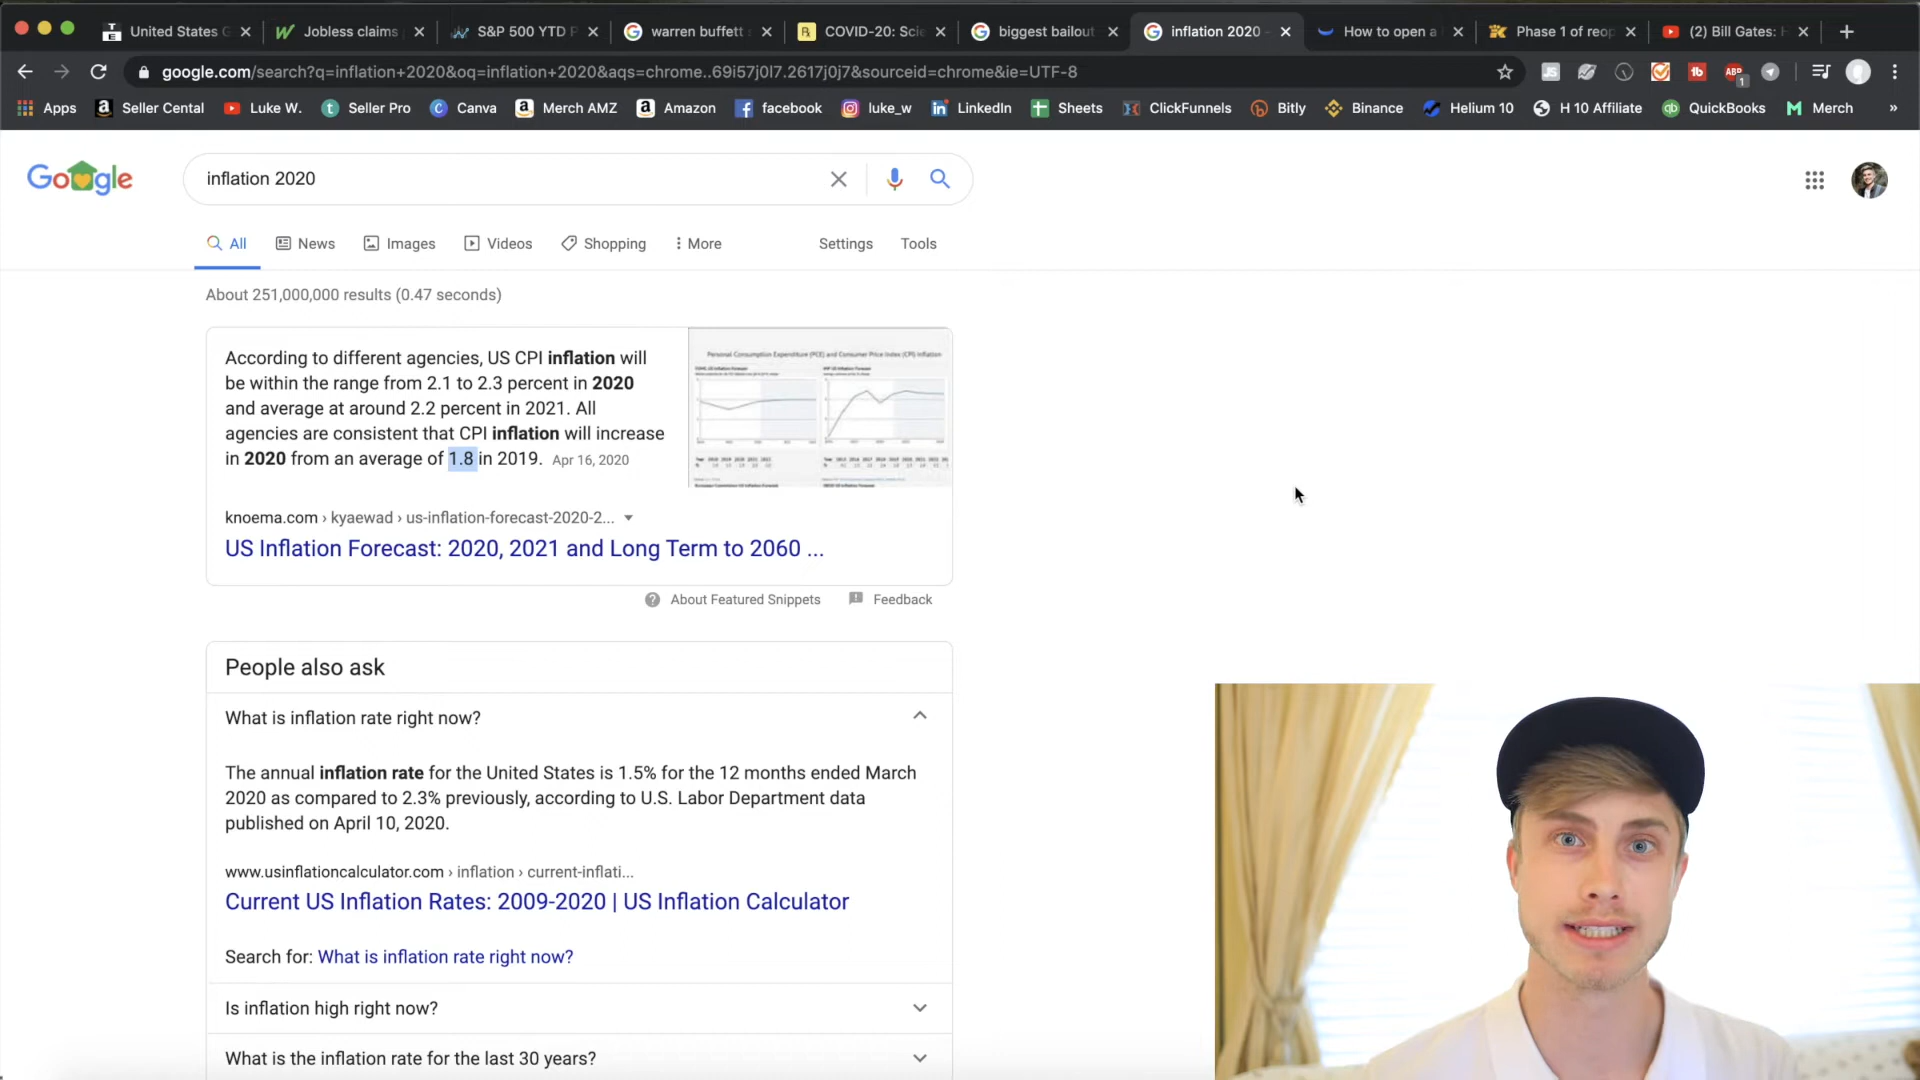 United States G
Jobless claims
S&P 500 YTD P
warren buffett s
COVID-20: Scie
biggest bailout
inflation 2020 -
How to open a
Phase 1 of reop
(2) Bill Gates: H
google.com/search?q=inflation+2020&oq=inflation+2020&aqs=chrome..69i57j0l7.2617j0j7&sourceid=chrome&ie=UTF-8
Apps
Seller Cental
Luke W.
Seller Pro
Canva
Merch AMZ
Amazon
facebook
luke_w
LinkedIn
Sheets
ClickFunnels
Bitly
Binance
Helium 10
H 10 Affiliate
QuickBooks
Merch
»
Google
inflation 2020
All
News
Images
Videos
Shopping
More
Settings
Tools
About 251,000,000 results (0.47 seconds)
According to different agencies, US CPI inflation will
be within the range from 2.1 to 2.3 percent in 2020
and average at around 2.2 percent in 2021. All
agencies are consistent that CPI inflation will increase
in 2020 from an average of 1.8 in 2019. Apr 16, 2020
Personal Consumption Expenditure (PCE) and Consumer Price Index (CPI) Inflation
knoema.com › kyaewad › us-inflation-forecast-2020-2...
US Inflation Forecast: 2020, 2021 and Long Term to 2060 ...
About Featured Snippets
Feedback
People also ask
What is inflation rate right now?
The annual inflation rate for the United States is 1.5% for the 12 months ended March
2020 as compared to 2.3% previously, according to U.S. Labor Department data
published on April 10, 2020.
www.usinflationcalculator.com › inflation › current-inflati...
Current US Inflation Rates: 2009-2020 | US Inflation Calculator
Search for: What is inflation rate right now?
Is inflation high right now?
What is the inflation rate for the last 30 years?